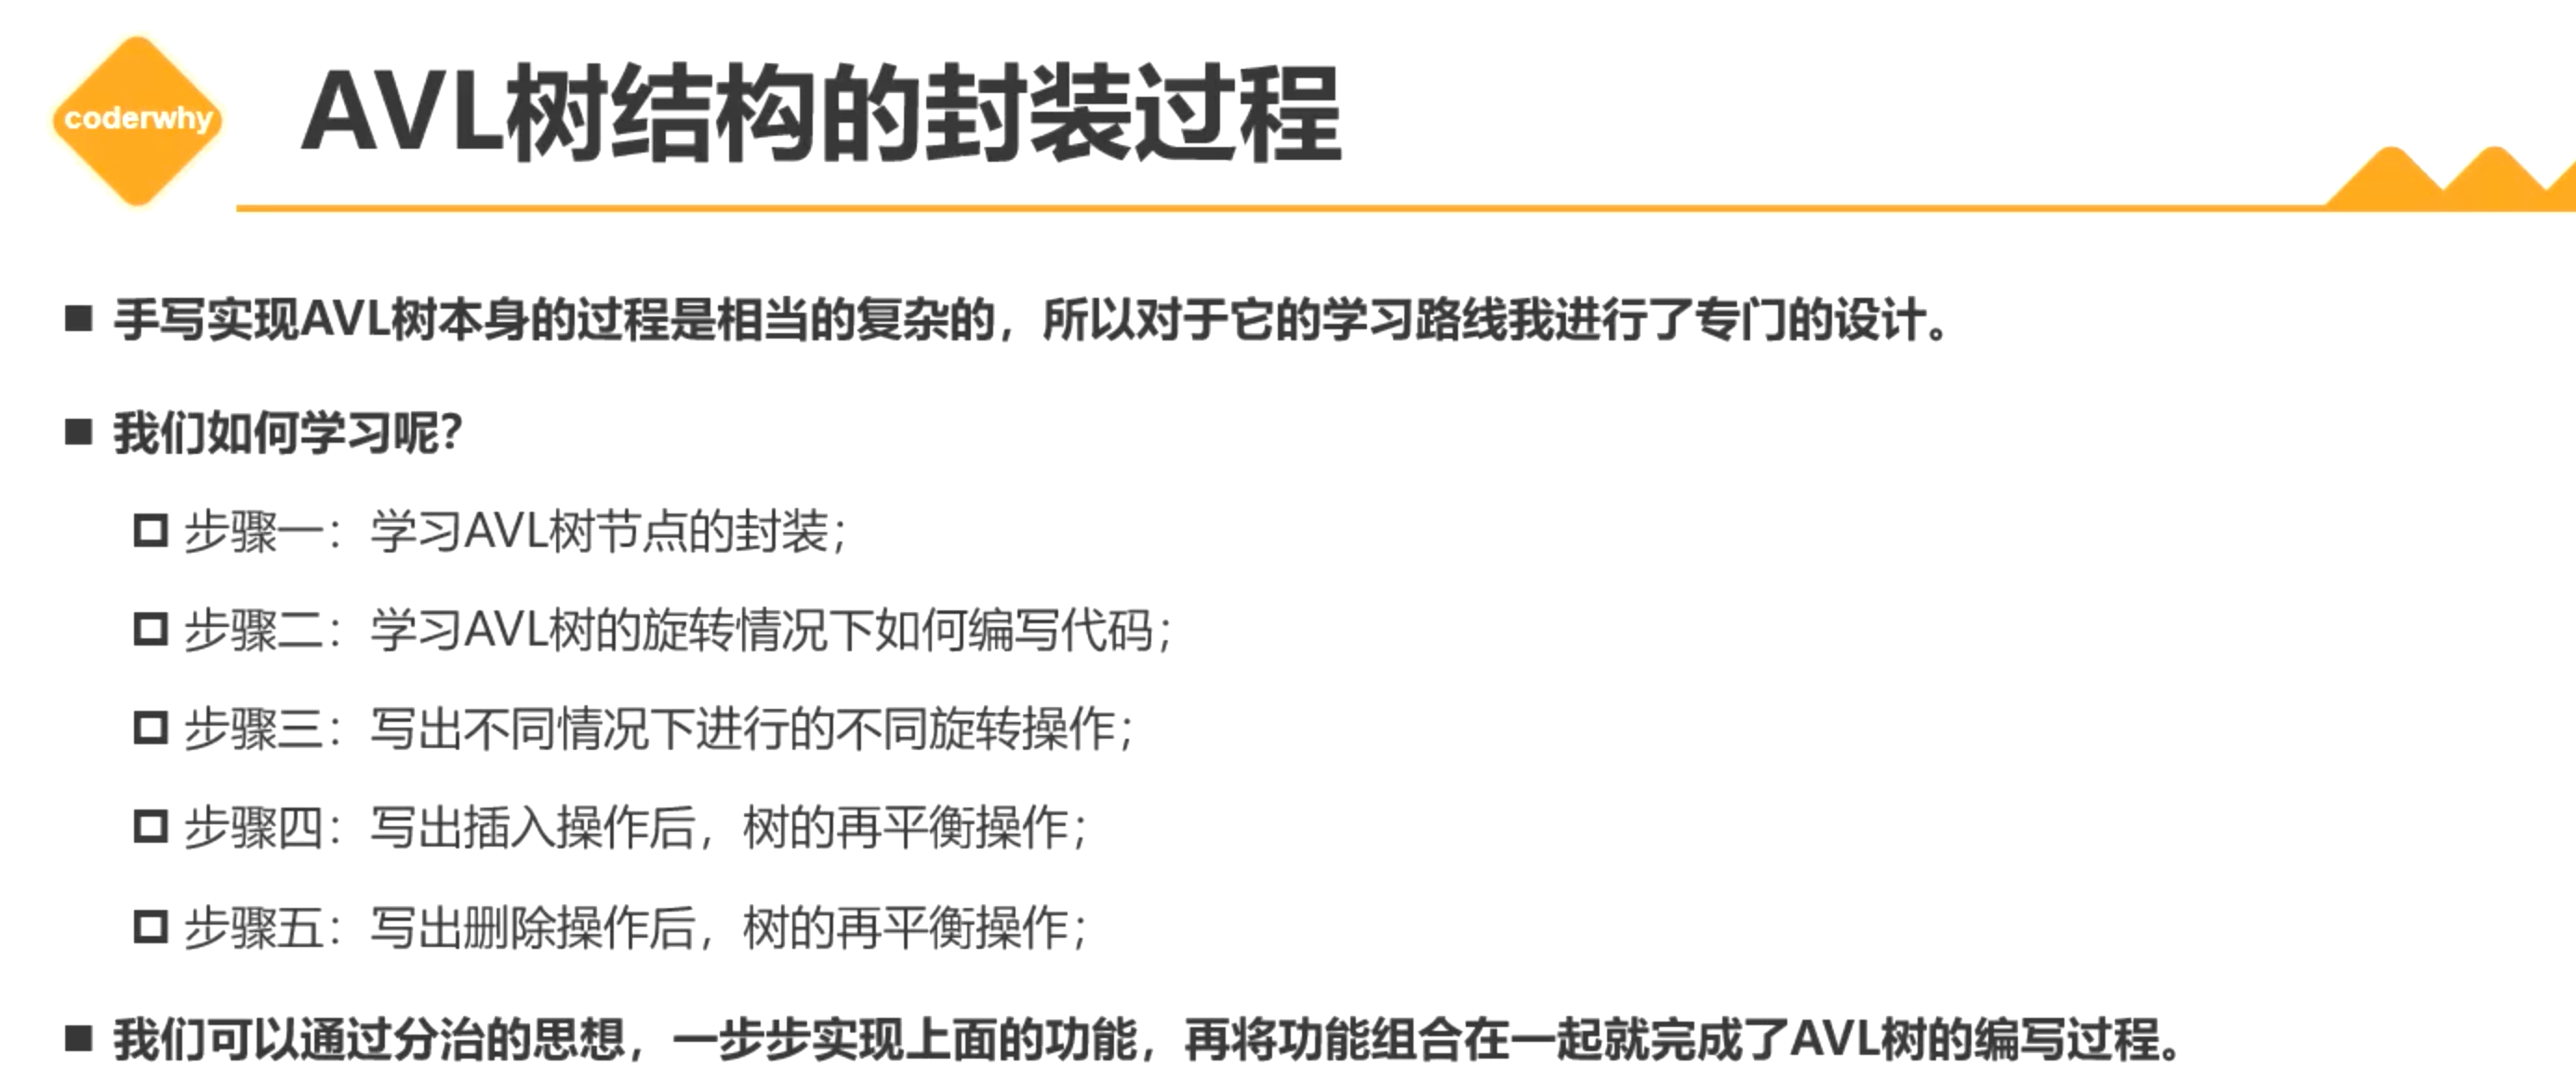 coderwhy
AVL树结构的封装过程
手写实现AVL树本身的过程是相当的复杂的，所以对于它的学习路线我进行了专门的设计。
我们如何学习呢？
步骤一：学习AVL树节点的封装；
步骤二：学习AVL树的旋转情况下如何编写代码；
步骤三：写出不同情况下进行的不同旋转操作；
步骤四：写出插入操作后，树的再平衡操作；
步骤五：写出删除操作后，树的再平衡操作；
我们可以通过分治的思想，一步步实现上面的功能，再将功能组合在一起就完成了AVL树的编写过程。